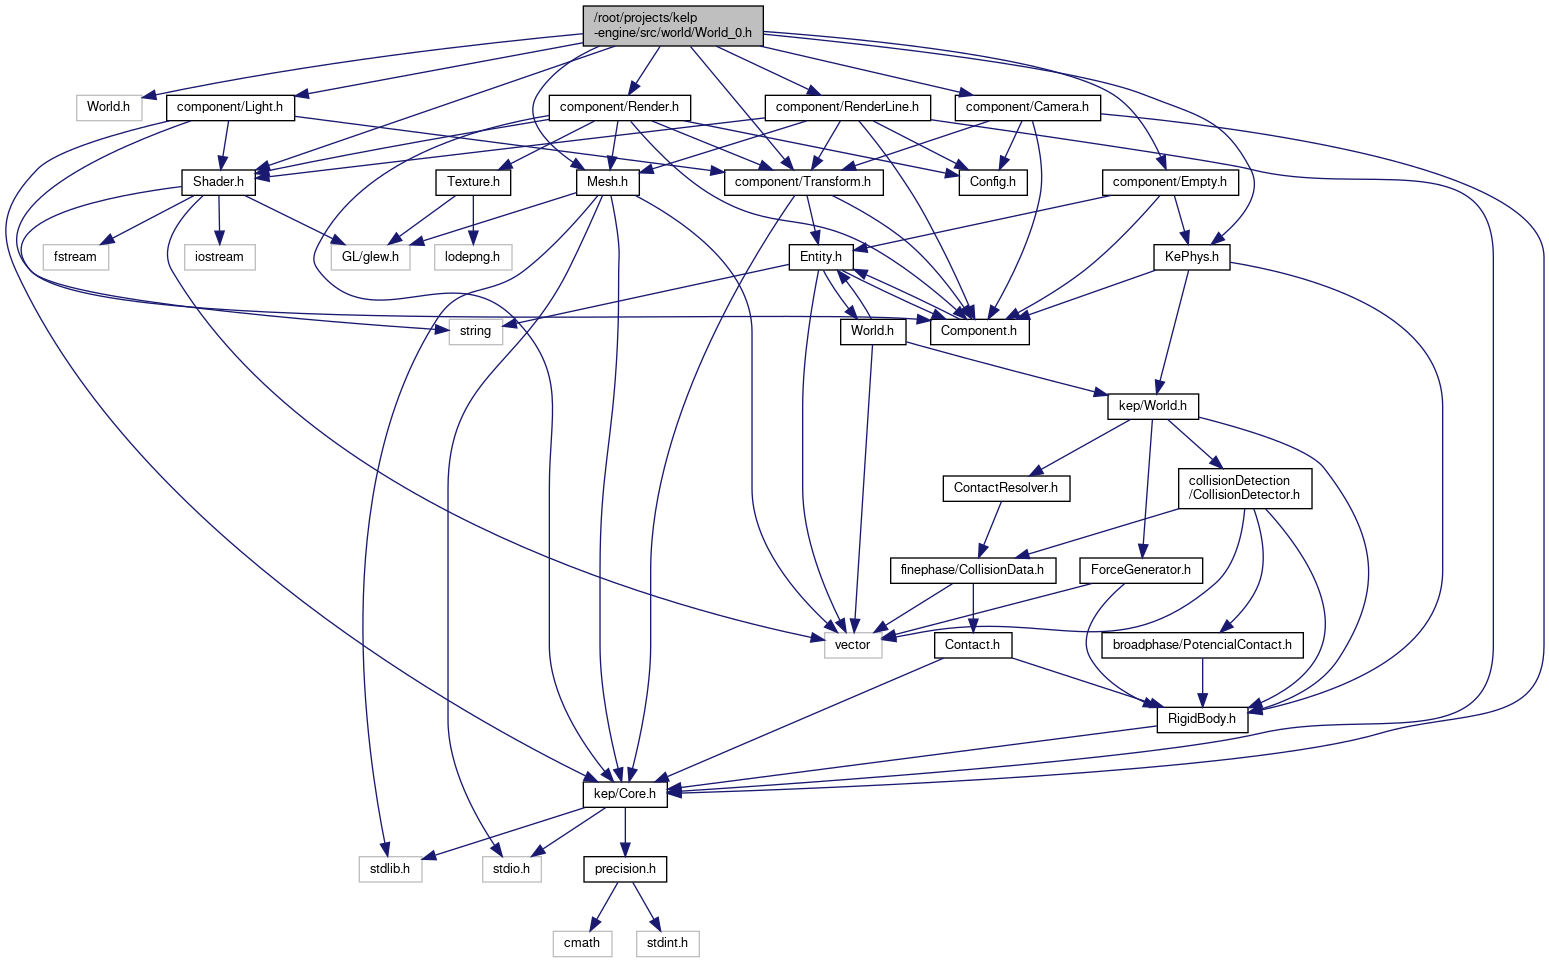 /root/projects/kelp
-engine/src/world/World_0.h
World.h
component/Light.h
component/Render.h
component/RenderLine.h
component/Camera.h
Shader.h
Texture.h
Mesh.h
component/Transform.h
Config.h
component/Empty.h
fstream
iostream
GL/glew.h
lodepng.h
Entity.h
KePhys.h
string
World.h
Component.h
kep/World.h
ContactResolver.h
collisionDetection
/CollisionDetector.h
finephase/CollisionData.h
ForceGenerator.h
vector
Contact.h
broadphase/PotencialContact.h
RigidBody.h
kep/Core.h
stdlib.h
stdio.h
precision.h
cmath
stdint.h